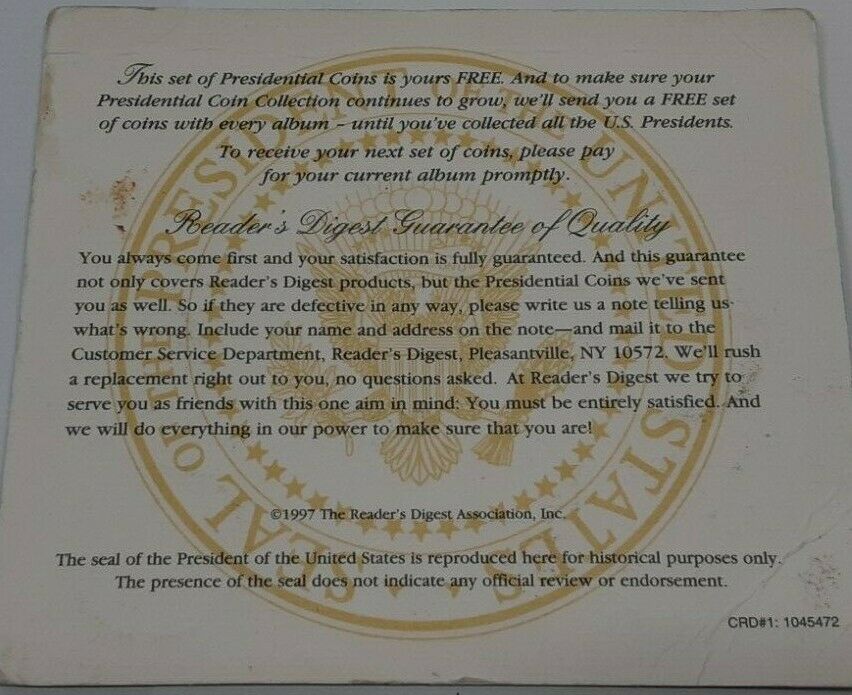 This set of Presidential Coins is yours FREE. And to make sure your
Presidential Coin Collection continues to grow, we'll send you a FREE set
of coins with every album – until you've collected all the U.S. Presidents.
To receive your next set of coins, please pay
for your current album promptly.
Reader's Digest Guarantee of Quality
You always come first and your satisfaction is fully guaranteed. And this guarantee
not only covers Reader's Digest products, but the Presidential Coins we've sent
you as well. So if they are defective in any way, please write us a note telling us
what's wrong. Include your name and address on the note—and mail it to the
Customer Service Department, Reader's Digest, Pleasantville, NY 10572. We'll rush
a replacement right out to you, no questions asked. At Reader's Digest we try to
serve you as friends with this one aim in mind: You must be entirely satisfied. And
we will do everything in our power to make sure that you are!
©1997 The Reader's Digest Association, Inc.
The seal of the President of the United States is reproduced here for historical purposes only.
The presence of the seal does not indicate any official review or endorsement.
CRD#1: 1045472
SEAL OF THE PRESIDENT OF THE UNITED STATES